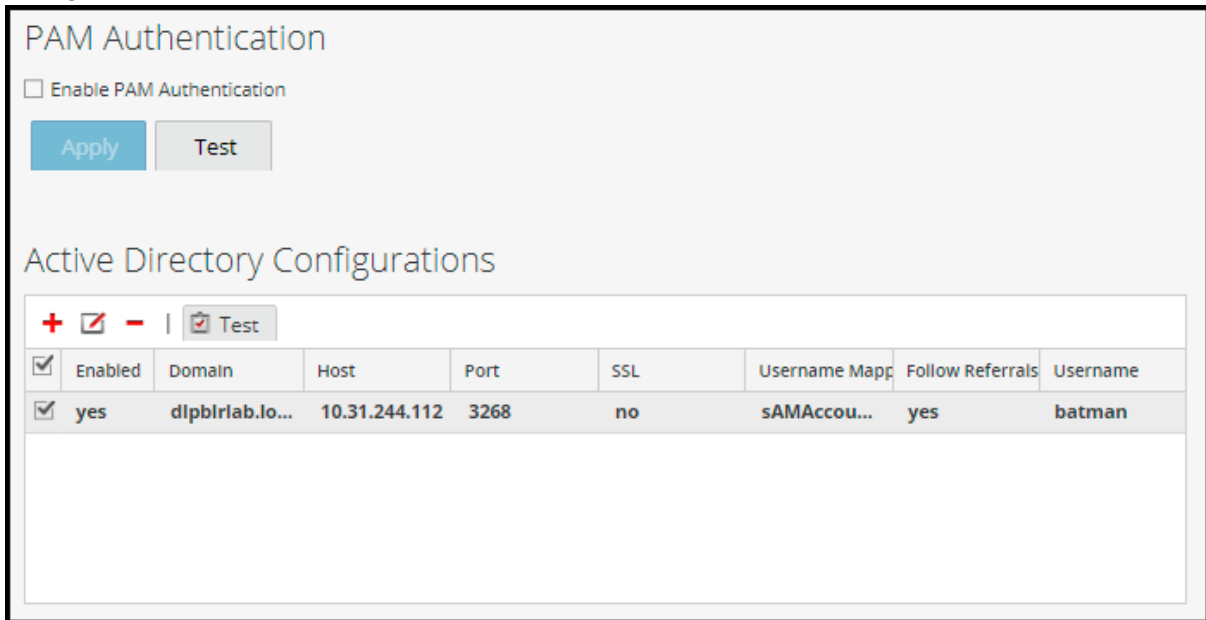 PAM Authentication
Enable PAM Authentication
Apply Test
Active Directory Configurations
Test
Enabled Domain Host Port SSL Username Mapp Follow Referrals Username
yes dlpblrlab.lo... 10.31.244.112 3268 no sAMAccou... yes batman